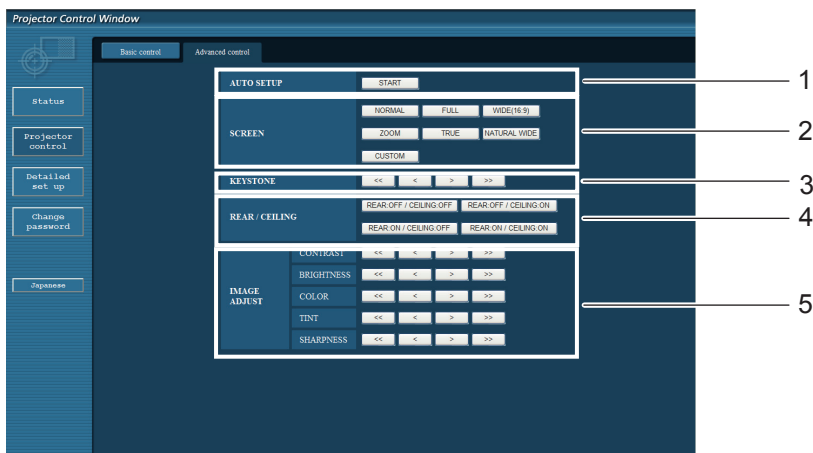 Projector Control Window
Basic control Advanced control
AUTO SETUP START 1
Status
SCREEN NORMAL FULL WIDE(16:9)
ZOOM TRUE NATURAL WIDE 2
CUSTOM
Projector
control
KEYSTONE << < > >> 3
Detailed
set up
REAR / CEILING REAR:OFF / CEILING:OFF REAR:OFF / CEILING:ON
REAR:ON / CEILING:OFF REAR:ON / CEILING:ON 4
Change
password
Japanese
IMAGE
ADJUST
CONTRAST << < > >>
BRIGHTNESS << < > >>
COLOR << < > >> 5
TINT << < > >>
SHARPNESS << < > >>